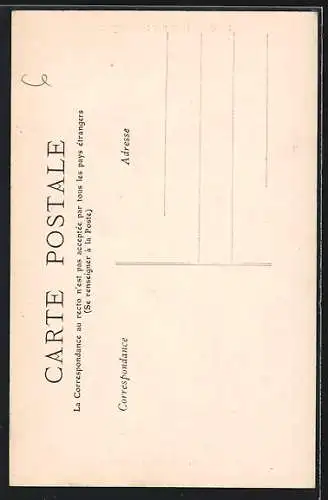 CARTE POSTALE
La Correspondance au recto n'est pas acceptée par tous les pays étrangers
(Se renseigner à la Poste)
Correspondance
Adresse